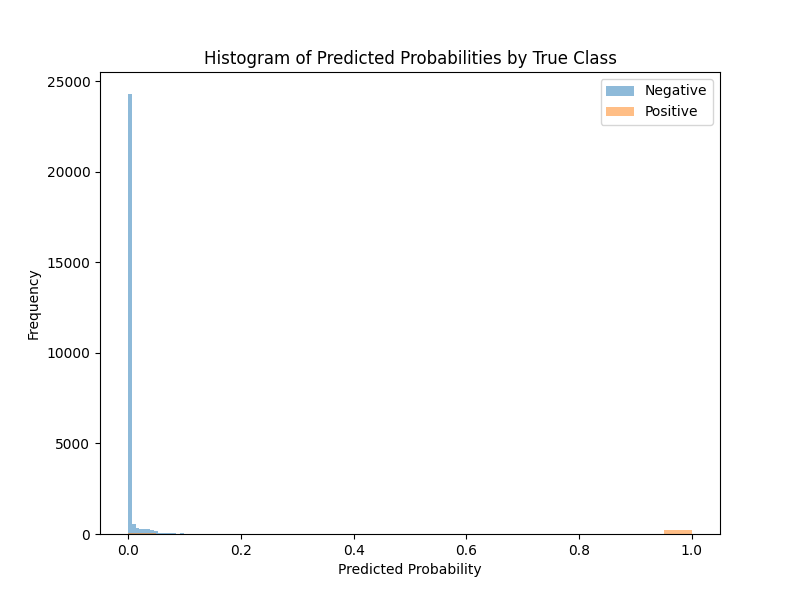 Histogram of Predicted Probabilities by True Class
25000
20000
15000
10000
5000
0
Frequency
Negative
Positive
0.0 0.2 0.4 0.6 0.8 1.0
Predicted Probability